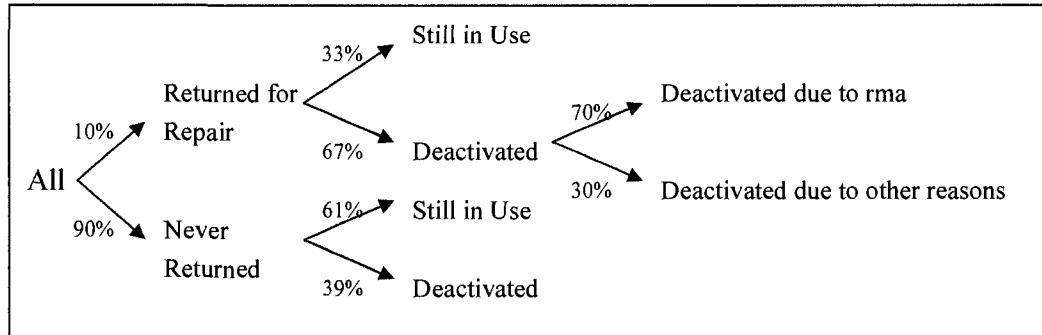 Still in Use
33%
Returned for
Repair
Deactivated due to rma
70%
10%
67%
Deactivated
All
30%
Deactivated due to other reasons
61%
Still in Use
90%
Never
Returned
39%
Deactivated